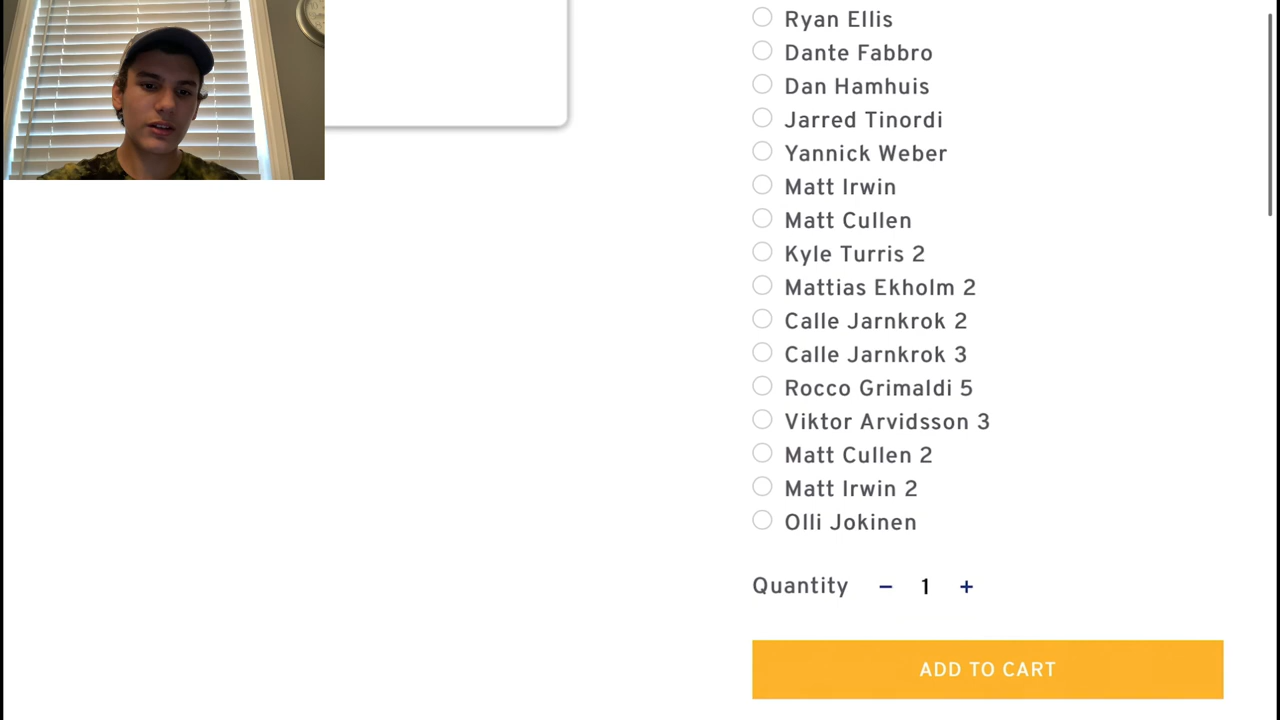 Ryan Ellis
Dante Fabbro
Dan Hamhuis
Jarred Tinordi
Yannick Weber
Matt Irwin
Matt Cullen
Kyle Turris 2
Mattias Ekholm 2
Calle Jarnkrok 2
Calle Jarnkrok 3
Rocco Grimaldi 5
Viktor Arvidsson 3
Matt Cullen 2
Matt Irwin 2
Olli Jokinen
Quantity − 1 +
ADD TO CART